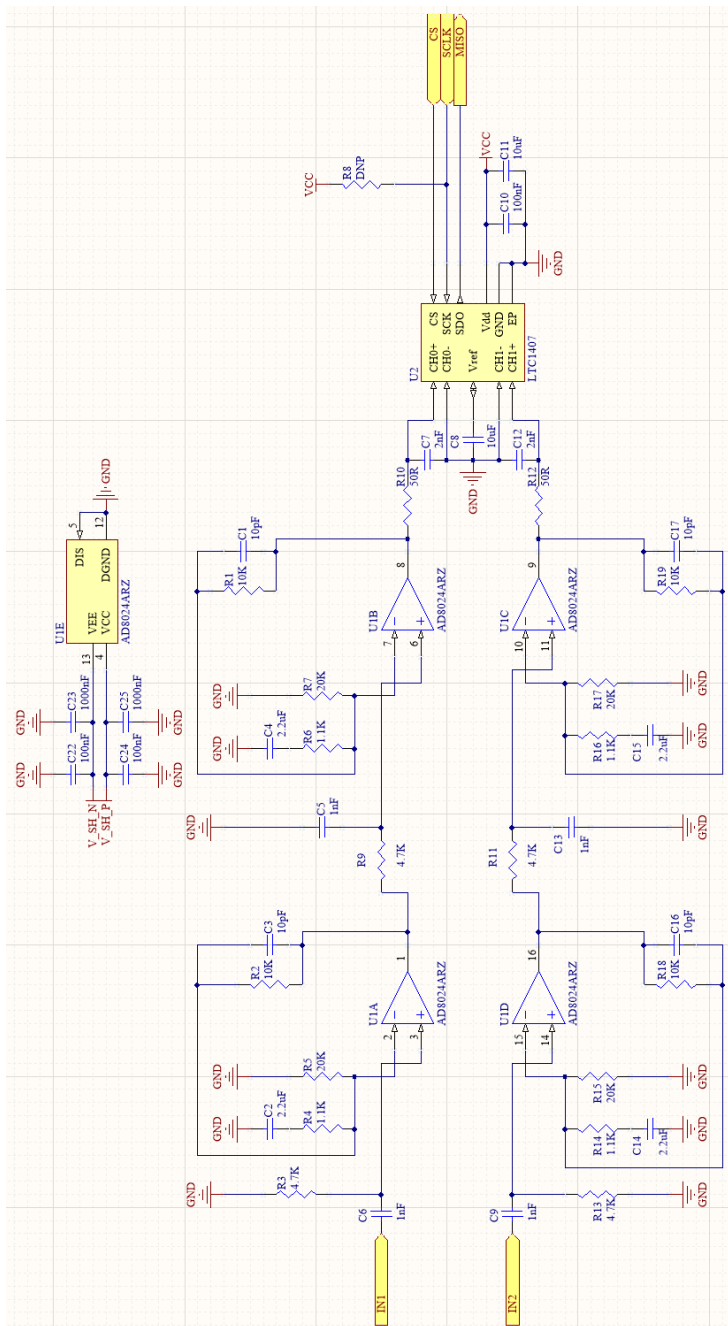 CS
SCLK
MISO
VCC
R8
DNP
VCC
C11
10uF
C10
100nF
GND
CS
SCK
SDO
Vdd
GND
EP
CH0+
CH0-
Vref
CH1-
CH1+
U2
LTC1407
C7
2nF
C8
10uF
C12
2nF
GND
R10
50R
R12
50R
GND
5
12
DIS
DGND
VEE
VCC
U1E
AD8024ARZ
13
4
GND
C23
1000nF
C25
1000nF
GND
GND
C22
100nF
C24
100nF
GND
V_SH_N
V_SH_P
C1
10pF
R1
10K
8
U1B
AD8024ARZ
7
6
GND
R7
20K
GND
C4
2.2uF
R6
1.1K
C17
10pF
R19
10K
9
U1C
AD8024ARZ
10
11
R17
20K
GND
R16
1.1K
C15
2.2uF
GND
GND
C5
1nF
R9
4.7K
R11
4.7K
C13
1nF
GND
C3
10pF
R2
10K
1
U1A
AD8024ARZ
2
3
GND
R5
20K
GND
C2
2.2uF
R4
1.1K
C16
10pF
R18
10K
16
U1D
AD8024ARZ
15
14
R15
20K
GND
R14
1.1K
C14
2.2uF
GND
GND
R3
4.7K
C6
1nF
IN1
C9
1nF
R13
4.7K
GND
IN2